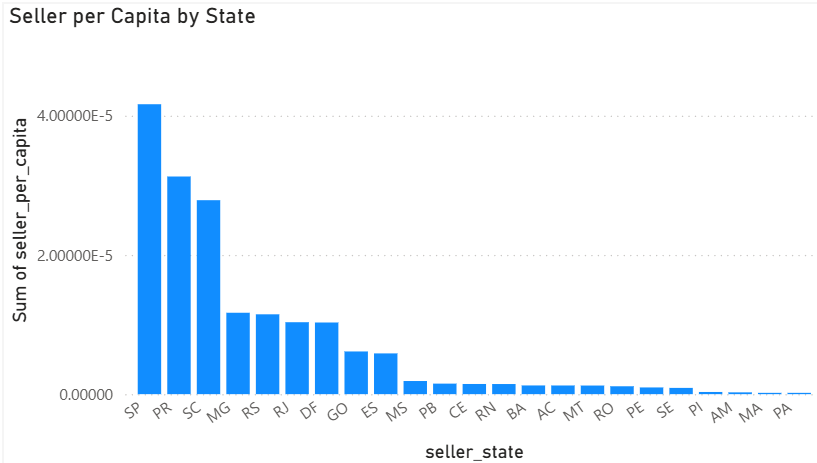 Seller per Capita by State
Sum of seller_per_capita
4.00000E-5
2.00000E-5
0.00000
SP PR SC MG RS RJ DF GO ES MS PB CE RN BA AC MT RO PE SE PI AM MA PA
seller_state